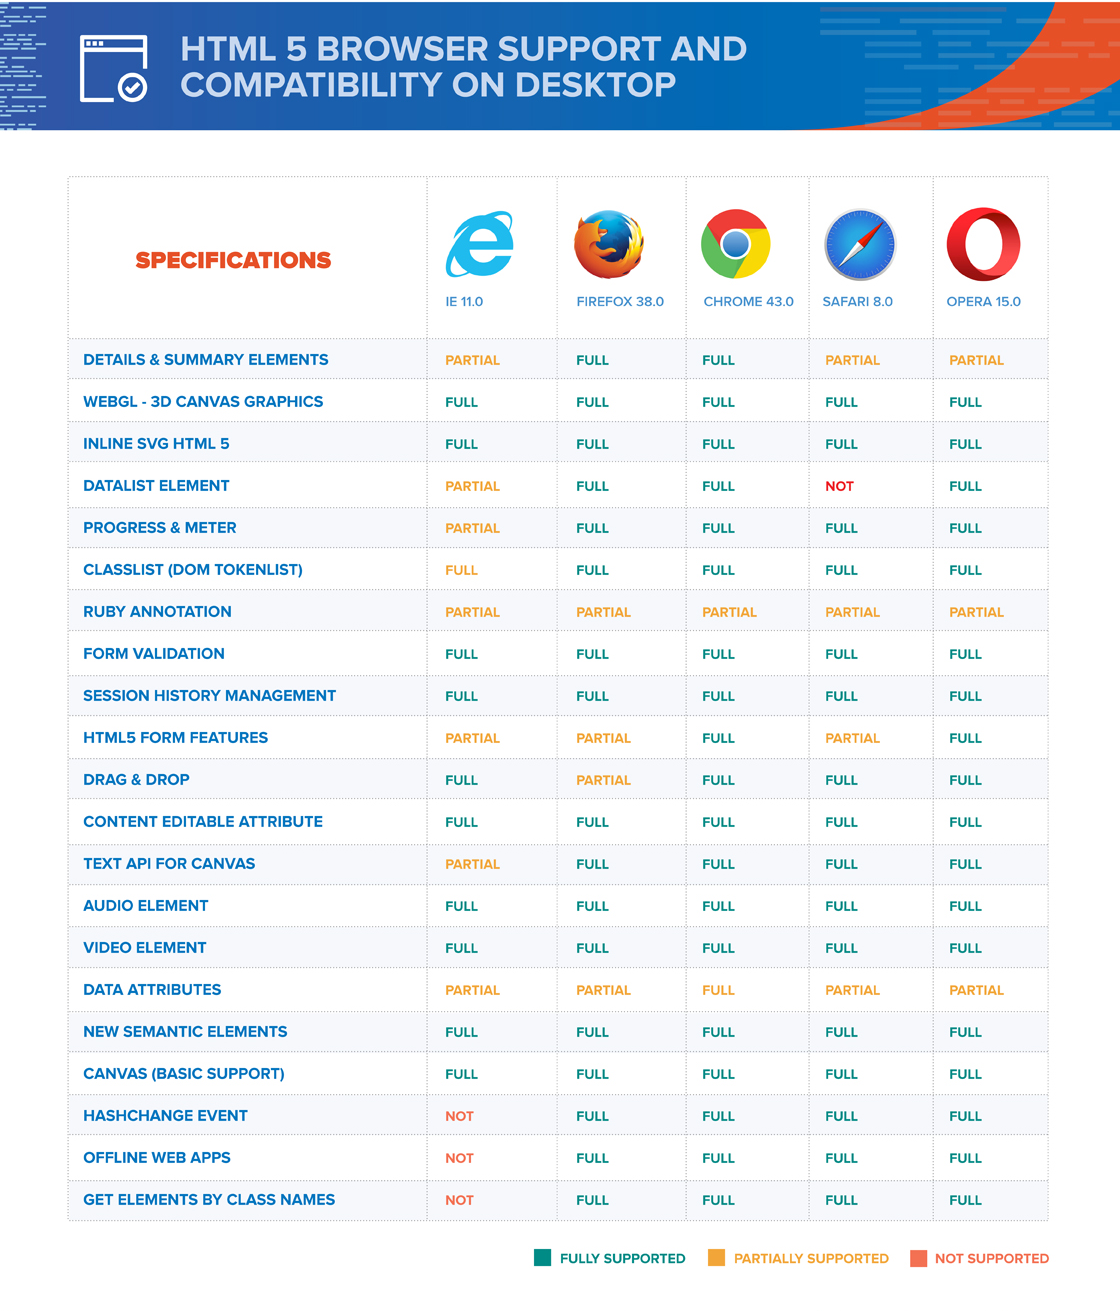 HTML 5 BROWSER SUPPORT AND
COMPATIBILITY ON DESKTOP
SPECIFICATIONS
IE 11.0 FIREFOX 38.0 CHROME 43.0 SAFARI 8.0 OPERA 15.0
DETAILS & SUMMARY ELEMENTS PARTIAL FULL FULL PARTIAL PARTIAL
WEBGL - 3D CANVAS GRAPHICS FULL FULL FULL FULL FULL
INLINE SVG HTML 5 FULL FULL FULL FULL FULL
DATALIST ELEMENT PARTIAL FULL FULL NOT FULL
PROGRESS & METER PARTIAL FULL FULL FULL FULL
CLASSLIST (DOM TOKENLIST) FULL FULL FULL FULL FULL
RUBY ANNOTATION PARTIAL PARTIAL PARTIAL PARTIAL PARTIAL
FORM VALIDATION FULL FULL FULL FULL FULL
SESSION HISTORY MANAGEMENT FULL FULL FULL FULL FULL
HTML5 FORM FEATURES PARTIAL PARTIAL FULL PARTIAL FULL
DRAG & DROP FULL PARTIAL FULL FULL FULL
CONTENT EDITABLE ATTRIBUTE FULL FULL FULL FULL FULL
TEXT API FOR CANVAS PARTIAL FULL FULL FULL FULL
AUDIO ELEMENT FULL FULL FULL FULL FULL
VIDEO ELEMENT FULL FULL FULL FULL FULL
DATA ATTRIBUTES PARTIAL PARTIAL FULL PARTIAL PARTIAL
NEW SEMANTIC ELEMENTS FULL FULL FULL FULL FULL
CANVAS (BASIC SUPPORT) FULL FULL FULL FULL FULL
HASHCHANGE EVENT NOT FULL FULL FULL FULL
OFFLINE WEB APPS NOT FULL FULL FULL FULL
GET ELEMENTS BY CLASS NAMES NOT FULL FULL FULL FULL
FULLY SUPPORTED PARTIALLY SUPPORTED NOT SUPPORTED